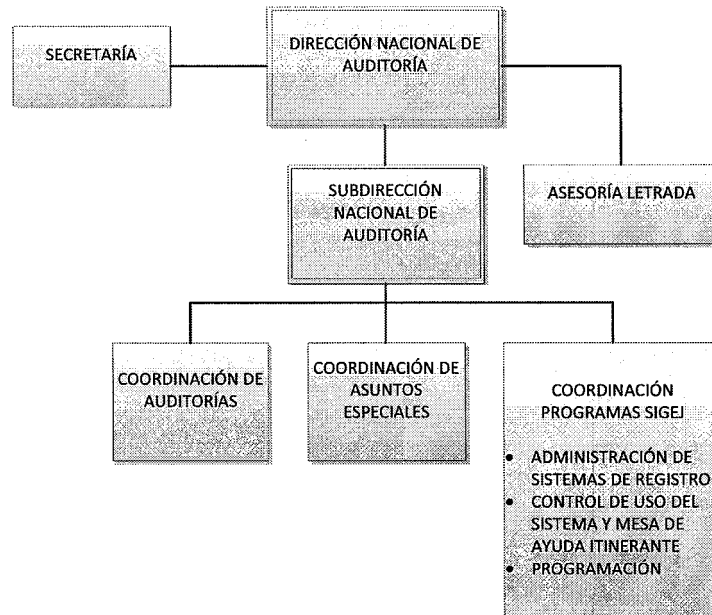 SECRETARÍA
DIRECCIÓN NACIONAL DE
AUDITORÍA
SUBDIRECCIÓN
NACIONAL DE
AUDITORÍA
ASESORÍA LETRADA
COORDINACIÓN DE
AUDITORÍAS
COORDINACIÓN DE
ASUNTOS
ESPECIALES
COORDINACIÓN
PROGRAMAS SIGEJ
• ADMINISTRACIÓN DE
SISTEMAS DE REGISTRO
• CONTROL DE USO DEL
SISTEMA Y MESA DE
AYUDA ITINERANTE
• PROGRAMACIÓN